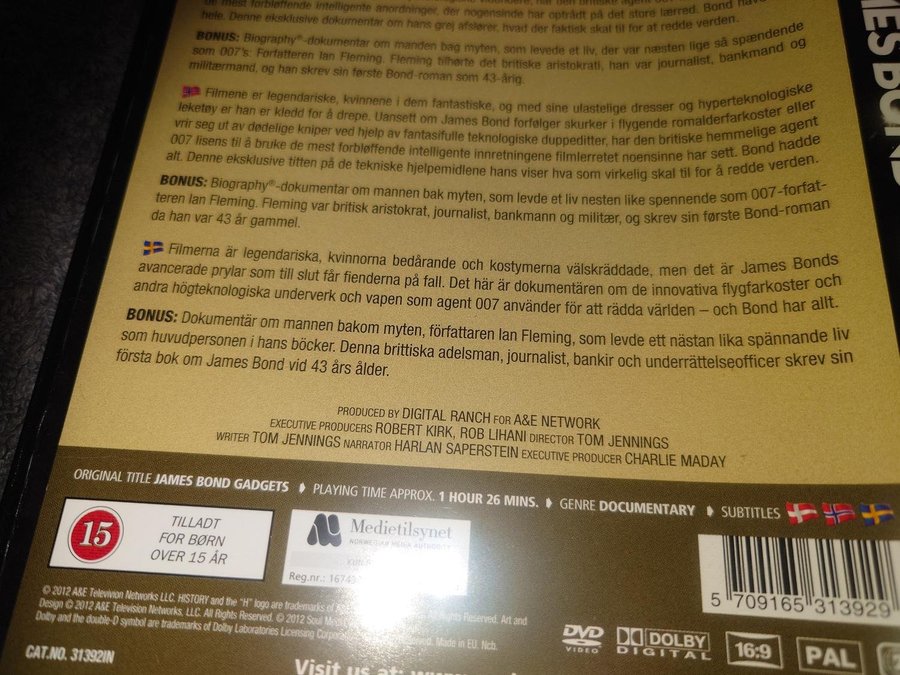 de mest forbløffende intelligente anordninger, der nogensinde har optrådt på det store lærred. Bond havde
hele. Denne eksklusive dokumentar om hans grej afslører, hvad der faktisk skal til for at redde verden.
BONUS: Biography®-dokumentar om manden bag myten, som levede et liv, der var næsten lige så spændende
som 007's: Forfatteren Ian Fleming. Fleming tilhørte det britiske aristokrati, han var journalist, bankmand og
militærmand, og han skrev sin første Bond-roman som 43-årig.
Filmene er legendariske, kvinnene i dem fantastiske, og med sine ulastelige dresser og hyperteknologiske
leketøy er han er kledd for å drepe. Uansett om James Bond forfølger skurker i flygende romalderfarkoster eller
vrir seg ut av dødelige kniper ved hjelp av fantasifulle teknologiske duppeditter, har den britiske hemmelige agent
007 lisens til å bruke de mest forbløffende intelligente innretningene filmlerretet noensinne har sett. Bond hadde
alt. Denne eksklusive titten på de tekniske hjelpemidlene hans viser hva som virkelig skal til for å redde verden.
BONUS: Biography®-dokumentar om mannen bak myten, som levde et liv nesten like spennende som 007-forfat-
teren Ian Fleming. Fleming var britisk aristokrat, journalist, bankmann og militær, og skrev sin første Bond-roman
da han var 43 år gammel.
Filmerna är legendariska, kvinnorna bedårande och kostymerna välskräddade, men det är James Bonds
avancerade prylar som till slut får fienderna på fall. Det här är dokumentären om de innovativa flygfarkoster och
andra högteknologiska underverk och vapen som agent 007 använder för att rädda världen – och Bond har allt.
BONUS: Dokumentär om mannen bakom myten, författaren Ian Fleming, som levde ett nästan lika spännande liv
som huvudpersonen i hans böcker. Denna brittiska adelsman, journalist, bankir och underrättelseofficer skrev sin
första bok om James Bond vid 43 års ålder.
PRODUCED BY DIGITAL RANCH FOR A&E NETWORK
EXECUTIVE PRODUCERS ROBERT KIRK, ROB LIHANI DIRECTOR TOM JENNINGS
WRITER TOM JENNINGS NARRATOR HARLAN SAPERSTEIN EXECUTIVE PRODUCER CHARLIE MADAY
ORIGINAL TITLE JAMES BOND GADGETS PLAYING TIME APPROX. 1 HOUR 26 MINS. GENRE DOCUMENTARY SUBTITLES
15
TILLADT
FOR BØRN
OVER 15 ÅR
Medietilsynet
NORWEGIAN MEDIA AUTHORITY
Reg.nr.:
5 709165 313929
© 2012 A&E Televivion Networks LLC. HISTORY and the "H" logo are trademarks of
Design © 2012 A&E Television Networks, LLC. All Rights Reserved. © 2012 Soul Med Rights Reserved. Art and
Dolby and the double-D symbol are trademarks of Dolby Laboratories Licensing Made in EU. Ncb.
CAT.NO. 31392IN
DVD VIDEO DOLBY DIGITAL 16:9 PAL
Visit us at: